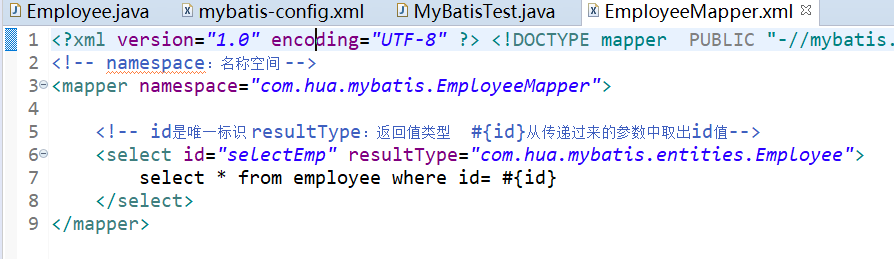 Employee.java mybatis-config.xml MyBatisTest.java EmployeeMapper.xml
1 <?xml version="1.0" encoding="UTF-8" ?> <!DOCTYPE mapper PUBLIC "-//mybatis.
2 <!-- namespace：名称空间 -->
3 <mapper namespace="com.hua.mybatis.EmployeeMapper">
4
5 <!-- id是唯一标识 resultType：返回值类型 #{id}从传递过来的参数中取出id值-->
6 <select id="selectEmp" resultType="com.hua.mybatis.entities.Employee">
7 select * from employee where id= #{id}
8 </select>
9 </mapper>